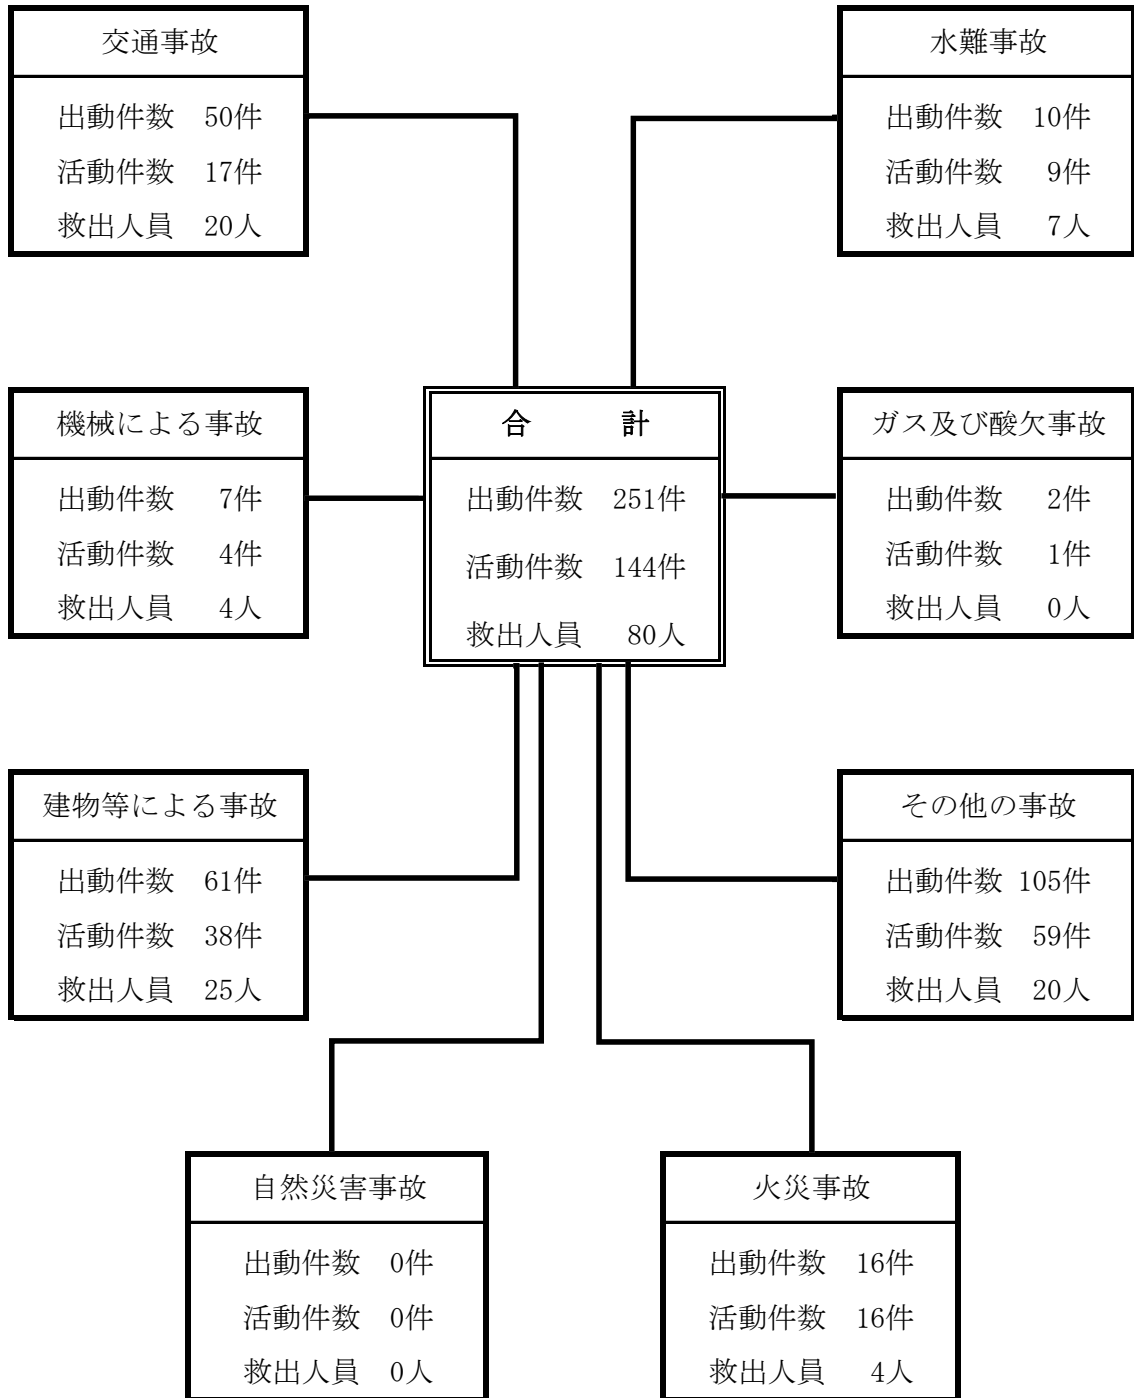 交通事故
出動件数 50件
活動件数 17件
救出人員 20人
水難事故
出動件数 10件
活動件数 9件
救出人員 7人
機械による事故
出動件数 7件
活動件数 4件
救出人員 4人
合 計
出動件数 251件
活動件数 144件
救出人員 80人
ガス及び酸欠事故
出動件数 2件
活動件数 1件
救出人員 0人
建物等による事故
出動件数 61件
活動件数 38件
救出人員 25人
その他の事故
出動件数 105件
活動件数 59件
救出人員 20人
自然災害事故
出動件数 0件
活動件数 0件
救出人員 0人
火災事故
出動件数 16件
活動件数 16件
救出人員 4人